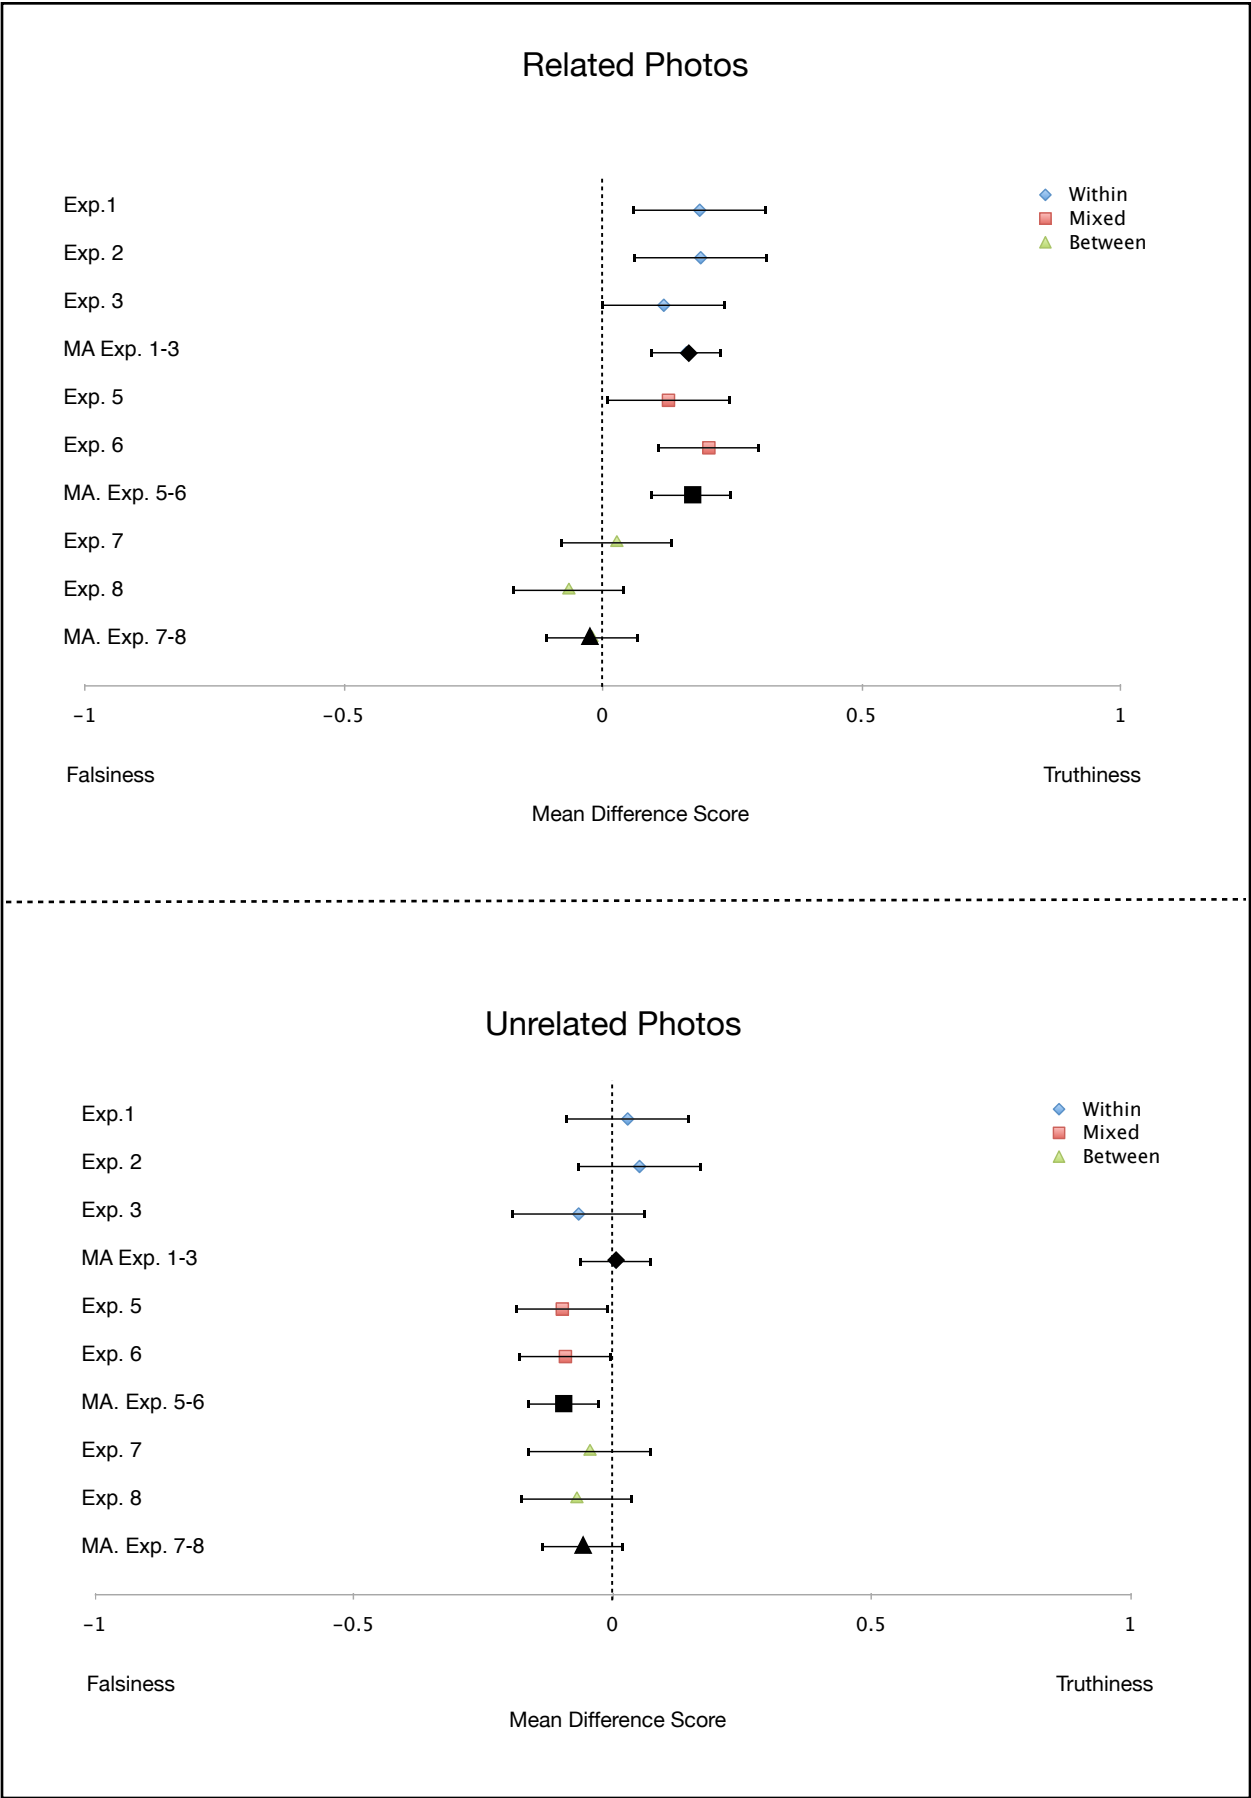 Related Photos
Exp.1
Exp. 2
Exp. 3
MA Exp. 1-3
Exp. 5
Exp. 6
MA. Exp. 5-6
Exp. 7
Exp. 8
MA. Exp. 7-8
Within
Mixed
Between
−1 −0.5 0 0.5 1
Falsiness Truthiness
Mean Difference Score
Unrelated Photos
Exp.1
Exp. 2
Exp. 3
MA Exp. 1-3
Exp. 5
Exp. 6
MA. Exp. 5-6
Exp. 7
Exp. 8
MA. Exp. 7-8
Within
Mixed
Between
−1 −0.5 0 0.5 1
Falsiness Truthiness
Mean Difference Score